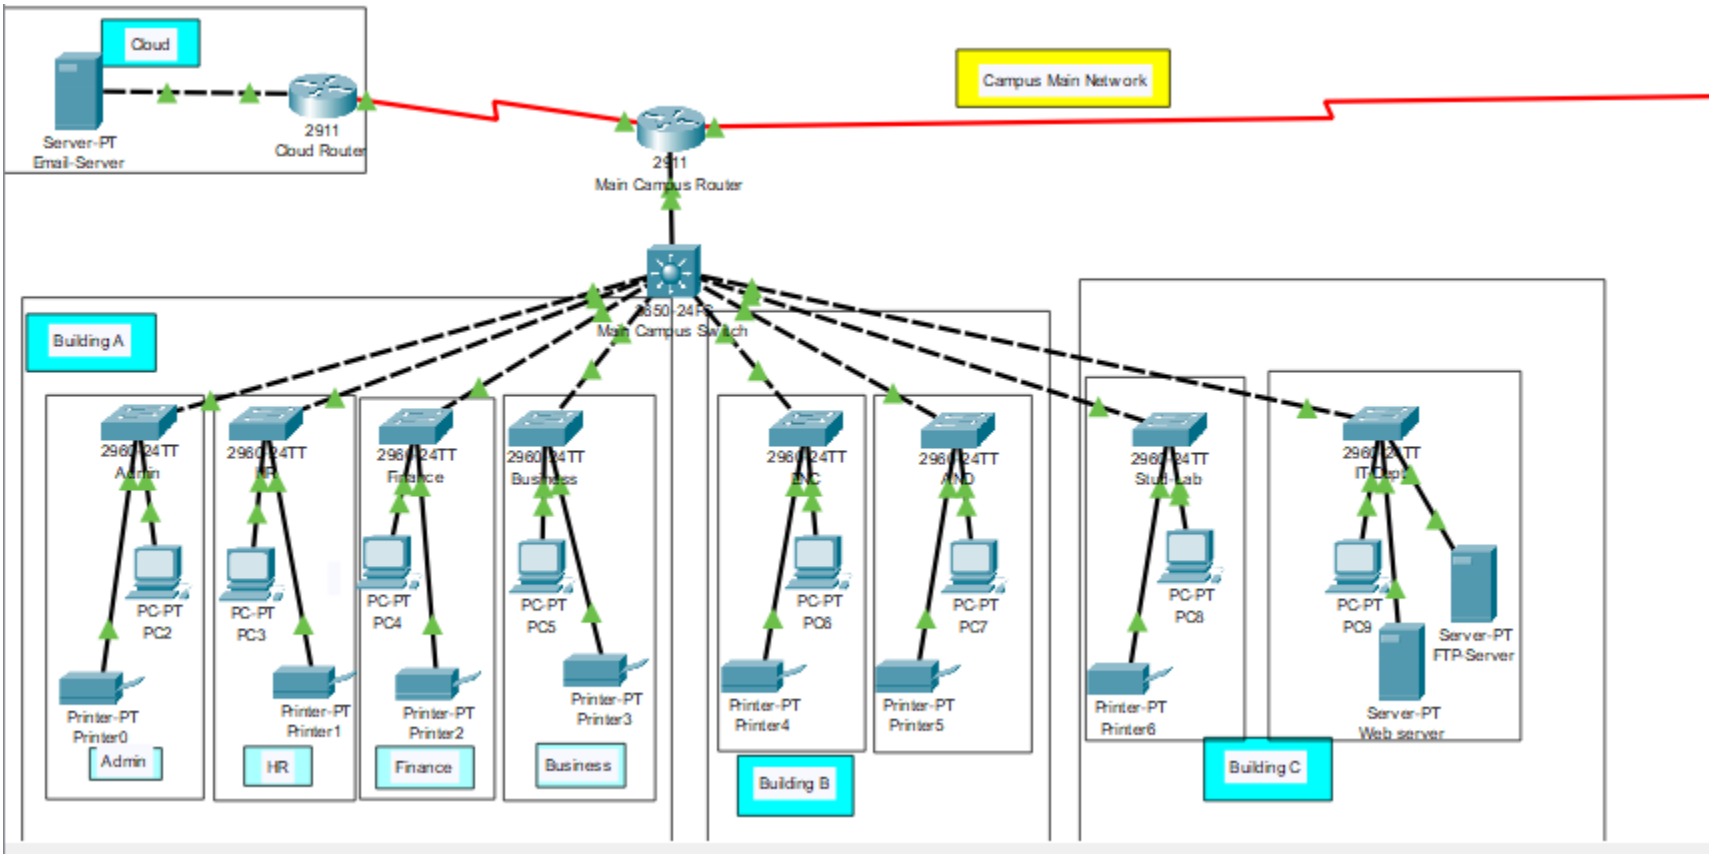 Cloud
Campus Main Network
2911
Cloud Router
Server-PT
Email-Server
2911
Main Campus Router
3650-24PS
Main Campus Switch
Building A
2960-24TT
Admin
2960-24TT
HR
2960-24TT
Finance
2960-24TT
Business
2960-24TT
2960-24TT
2960-24TT
Stud-Lab
2960-24TT
IT-Dept
PC-PT
PC2
PC-PT
PC3
PC-PT
PC4
PC-PT
PC5
PC-PT
PC6
PC-PT
PC7
PC-PT
PC8
PC-PT
PC9
Server-PT
FTP-Server
Printer-PT
Printer0
Printer-PT
Printer1
Printer-PT
Printer2
Printer-PT
Printer3
Printer-PT
Printer4
Printer-PT
Printer5
Printer-PT
Printer6
Server-PT
Web server
Admin
HR
Finance
Business
Building B
Building C